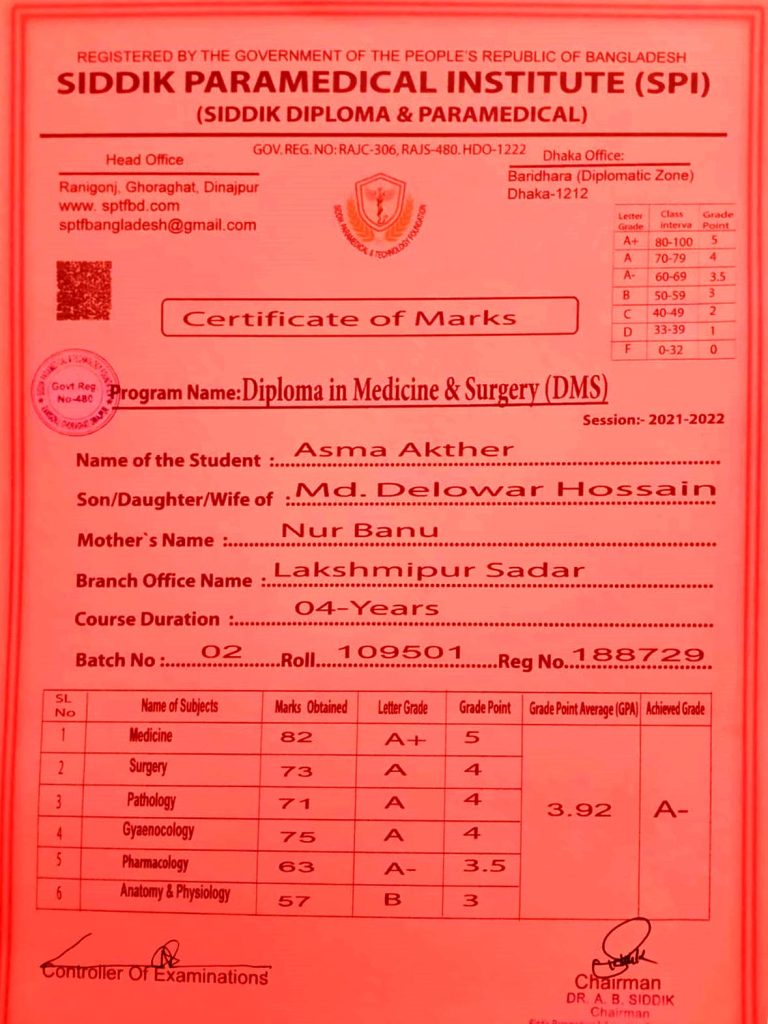 REGISTERED BY THE GOVERNMENT OF THE PEOPLE'S REPUBLIC OF BANGLADESH
SIDDIK PARAMEDICAL INSTITUTE (SPI)
(SIDDIK DIPLOMA & PARAMEDICAL)
GOV. REG. NO: RAJC-306, RAJS-480. HDO-1222
Head Office
Ranigonj, Ghoraghat, Dinajpur
www. sptfbd.com
sptfbangladesh@gmail.com
Dhaka Office:
Baridhara (Diplomatic Zone)
Dhaka-1212
SIDDIK PARAMEDICAL & TECHNOLOGY FOUNDATION
Letter Grade Class interva Grade Point
A+ 80-100 5
A 70-79 4
A- 60-69 3.5
B 50-59 3
C 40-49 2
D 33-39 1
F 0-32 0
Certificate of Marks
Govt Reg
No-480
Program Name:Diploma in Medicine & Surgery (DMS)
Session:- 2021-2022
Name of the Student : Asma Akther
Son/Daughter/Wife of : Md. Delowar Hossain
Mother`s Name : Nur Banu
Branch Office Name : Lakshmipur Sadar
Course Duration : 04-Years
Batch No : 02 Roll 109501 Reg No. 188729
SL No Name of Subjects Marks Obtained Letter Grade Grade Point Grade Point Average (GPA) Achieved Grade
1 Medicine 82 A+ 5
2 Surgery 73 A 4
3 Pathology 71 A 4
4 Gyaenocology 75 A 4
5 Pharmacology 63 A- 3.5
6 Anatomy & Physiology 57 B 3
3.92 A-
Controller Of Examinations
Chairman
DR. A. B. SIDDIK
Chairman